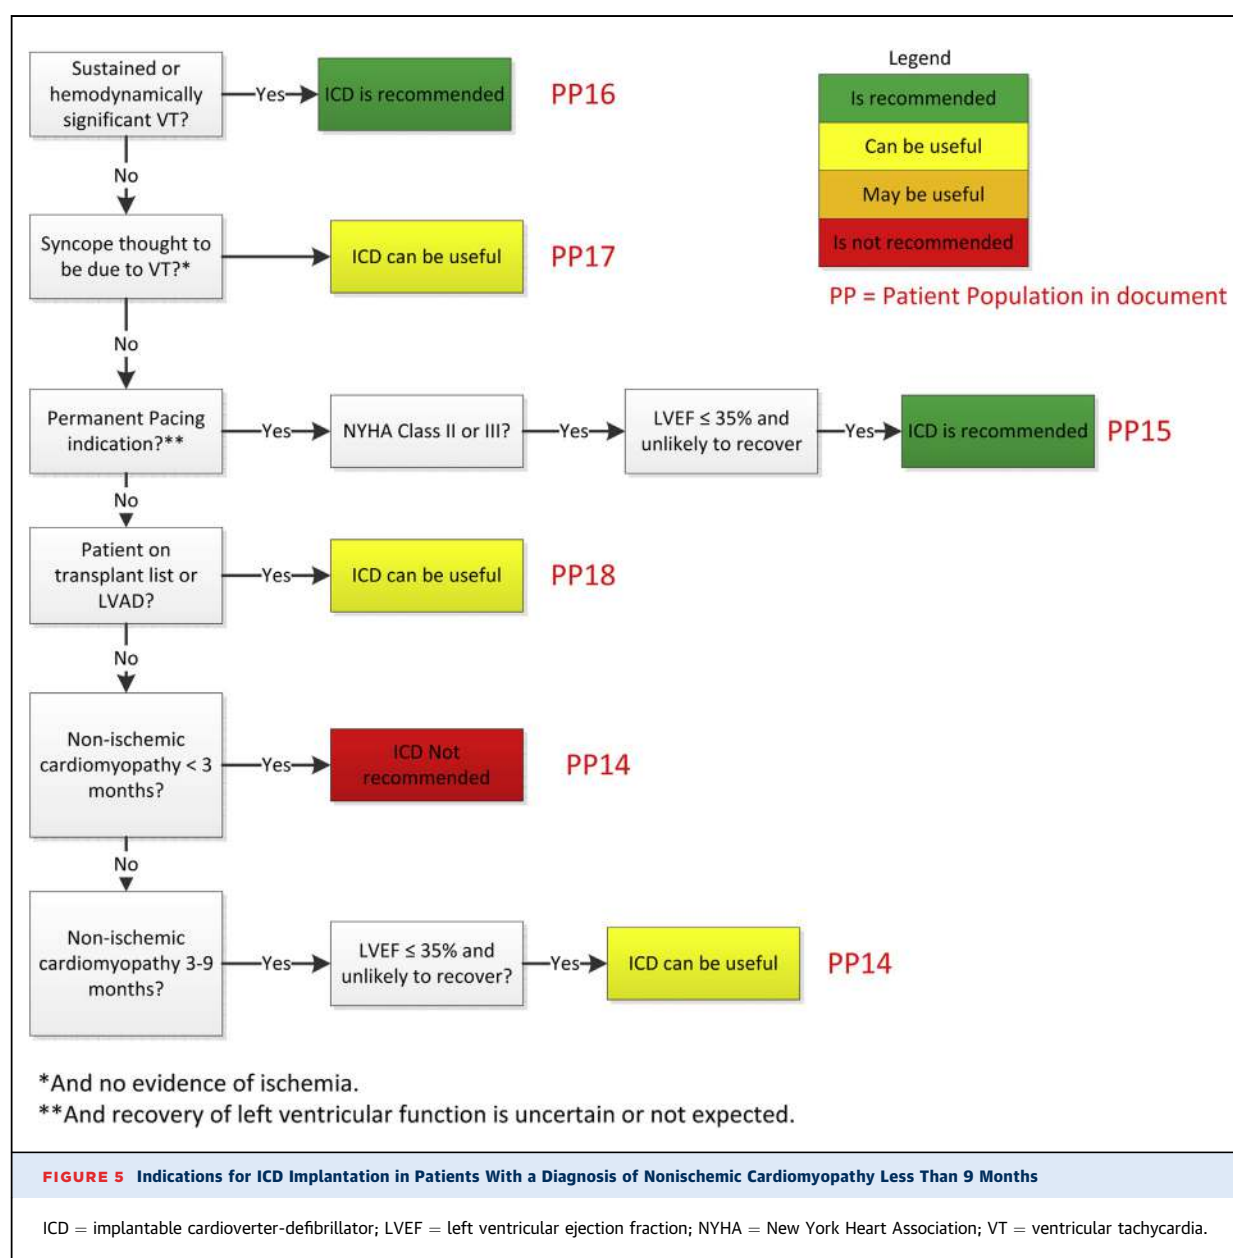 Sustained or
hemodynamically
significant VT?
Yes
ICD is recommended
PP16
Legend
Is recommended
Can be useful
May be useful
Is not recommended
PP = Patient Population in document
No
Syncope thought to
be due to VT?*
ICD can be useful
PP17
No
Permanent Pacing
indication?**
Yes
NYHA Class II or III?
Yes
LVEF ≤ 35% and
unlikely to recover
Yes
ICD is recommended
PP15
No
Patient on
transplant list or
LVAD?
Yes
ICD can be useful
PP18
No
Non-ischemic
cardiomyopathy < 3
months?
Yes
ICD Not
recommended
PP14
No
Non-ischemic
cardiomyopathy 3-9
months?
Yes
LVEF ≤ 35% and
unlikely to recover?
Yes
ICD can be useful
PP14
*And no evidence of ischemia.
**And recovery of left ventricular function is uncertain or not expected.
FIGURE 5 Indications for ICD Implantation in Patients With a Diagnosis of Nonischemic Cardiomyopathy Less Than 9 Months
ICD = implantable cardioverter-defibrillator; LVEF = left ventricular ejection fraction; NYHA = New York Heart Association; VT = ventricular tachycardia.